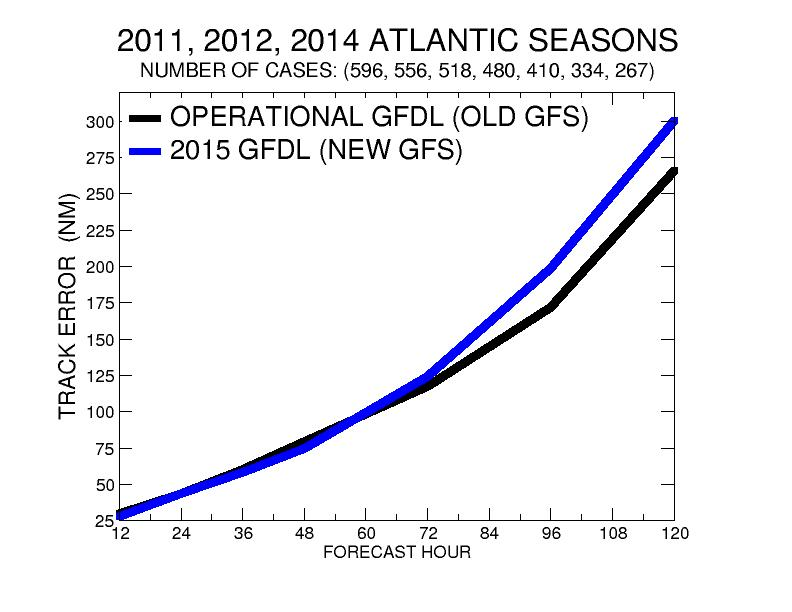 2011, 2012, 2014 ATLANTIC SEASONS
NUMBER OF CASES: (596, 556, 518, 480, 410, 334, 267)
OPERATIONAL GFDL (OLD GFS)
2015 GFDL (NEW GFS)
TRACK ERROR (NM)
300
275
250
225
200
175
150
125
100
75
50
25
12 24 36 48 60 72 84 96 108 120
FORECAST HOUR